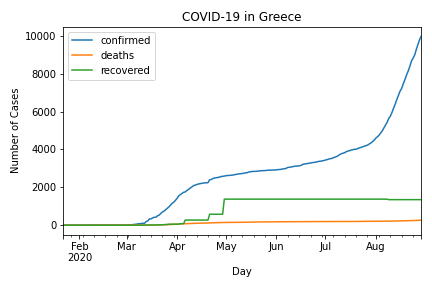 COVID-19 in Greece
confirmed
deaths
recovered
Number of Cases
10000
8000
6000
4000
2000
0
Feb Mar Apr May Jun Jul Aug
2020
Day